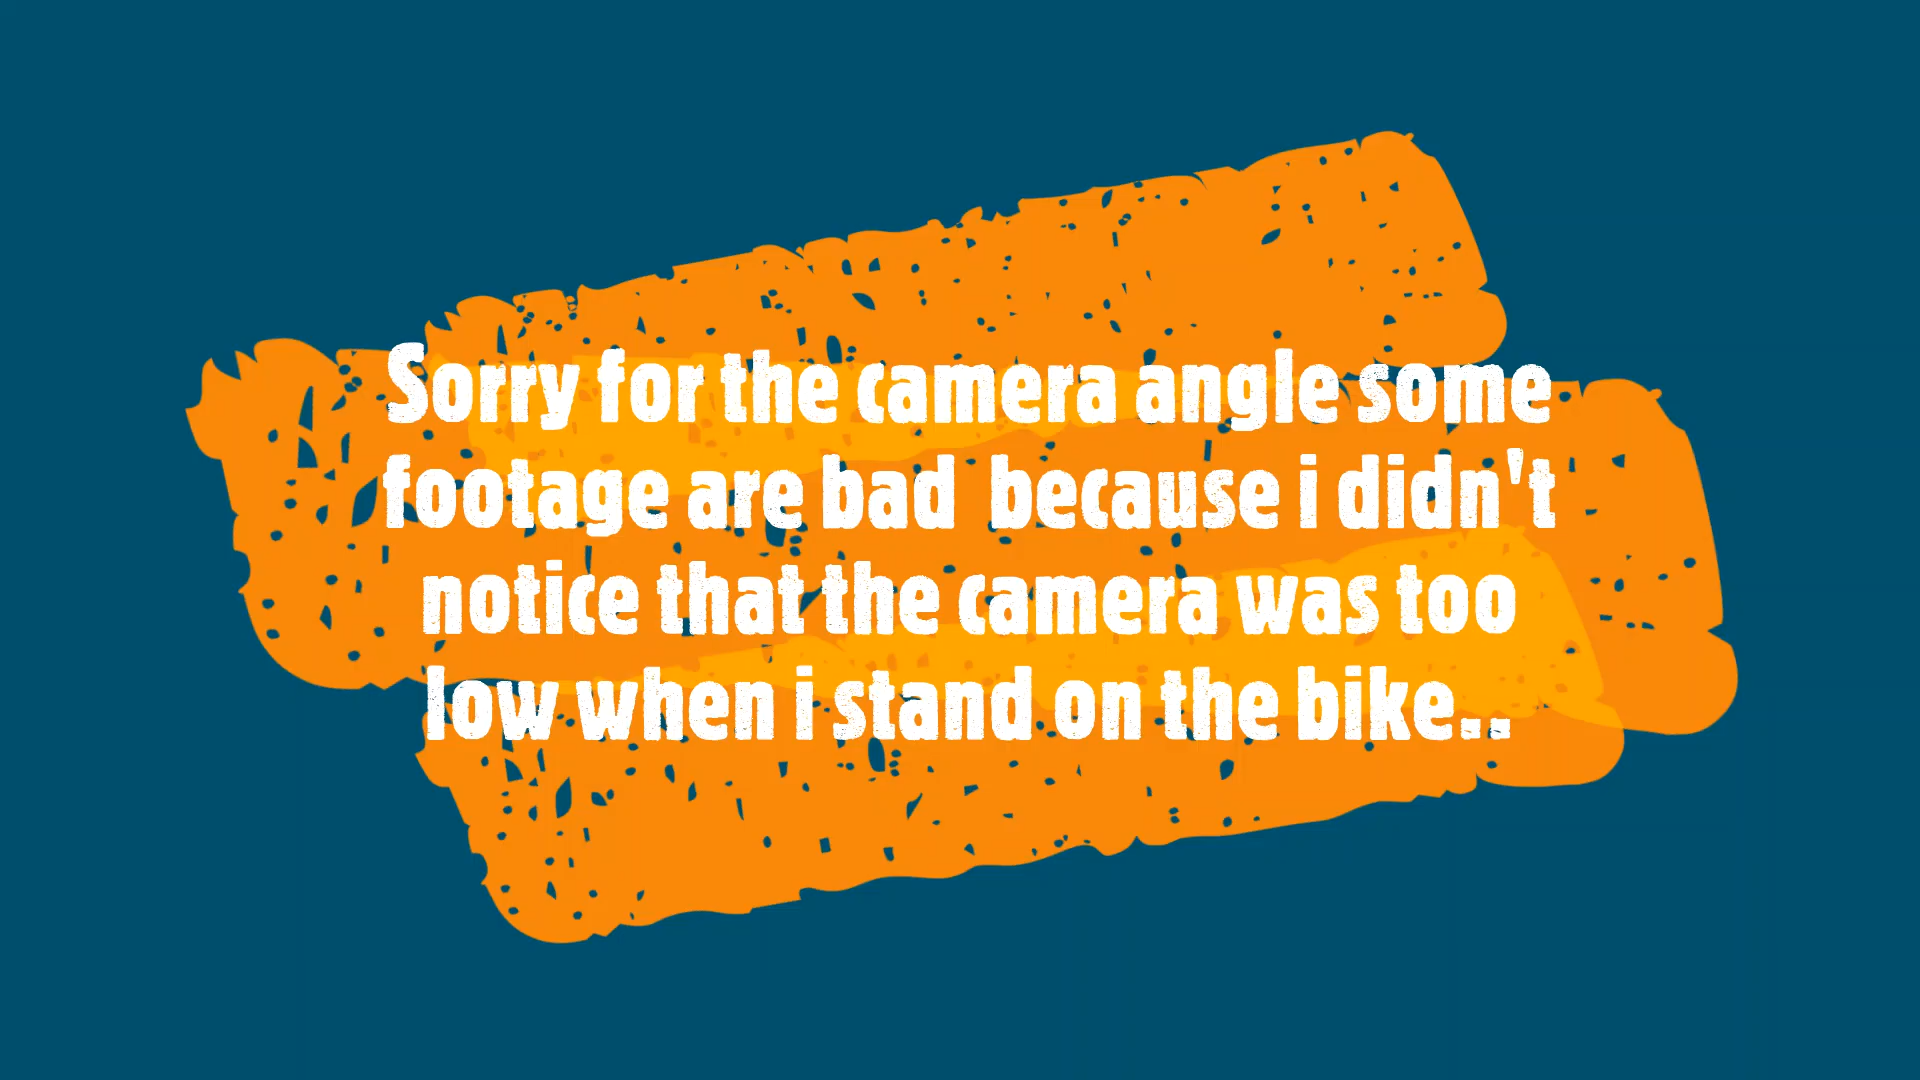 Sorry for the camera angle some
footage are bad  because i didn't
notice that the camera was too
low when i stand on the bike..